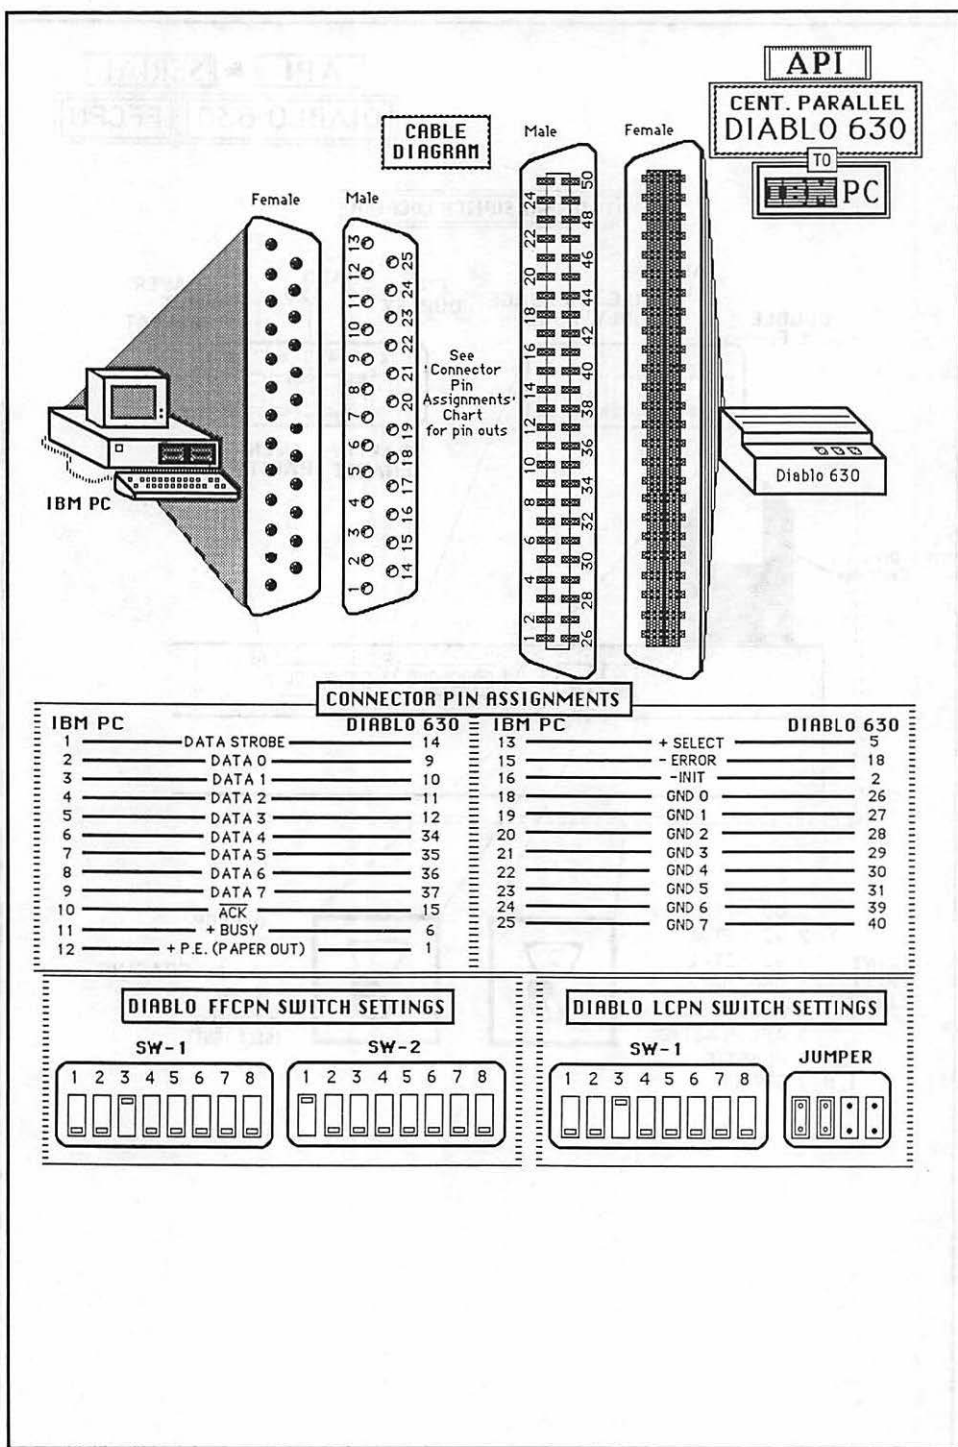 API
CENT. PARALLEL
DIABLO 630
TO
IBM PC
CABLE
DIAGRAM
Male
Female
Female
Male
13
12
11
10
9
8
7
6
5
4
3
2
1
25
24
23
22
21
20
19
18
17
16
15
14
24
22
20
18
16
14
12
10
8
6
4
2
1
50
48
46
44
42
40
38
36
34
32
30
28
26
See
'Connector
Pin
Assignments'
Chart
for pin outs
IBM PC
Diablo 630
CONNECTOR PIN ASSIGNMENTS
IBM PC DIABLO 630
1 DATA STROBE 14
2 DATA 0 9
3 DATA 1 10
4 DATA 2 11
5 DATA 3 12
6 DATA 4 34
7 DATA 5 35
8 DATA 6 36
9 DATA 7 37
10 ACK 15
11 + BUSY 6
12 + P.E. (PAPER OUT) 1
IBM PC DIABLO 630
13 + SELECT 5
15 - ERROR 18
16 -INIT 2
18 GND 0 26
19 GND 1 27
20 GND 2 28
21 GND 3 29
22 GND 4 30
23 GND 5 31
24 GND 6 39
25 GND 7 40
DIABLO FFCPN SWITCH SETTINGS
SW-1
1 2 3 4 5 6 7 8
SW-2
1 2 3 4 5 6 7 8
DIABLO LCPN SWITCH SETTINGS
SW-1
1 2 3 4 5 6 7 8
JUMPER